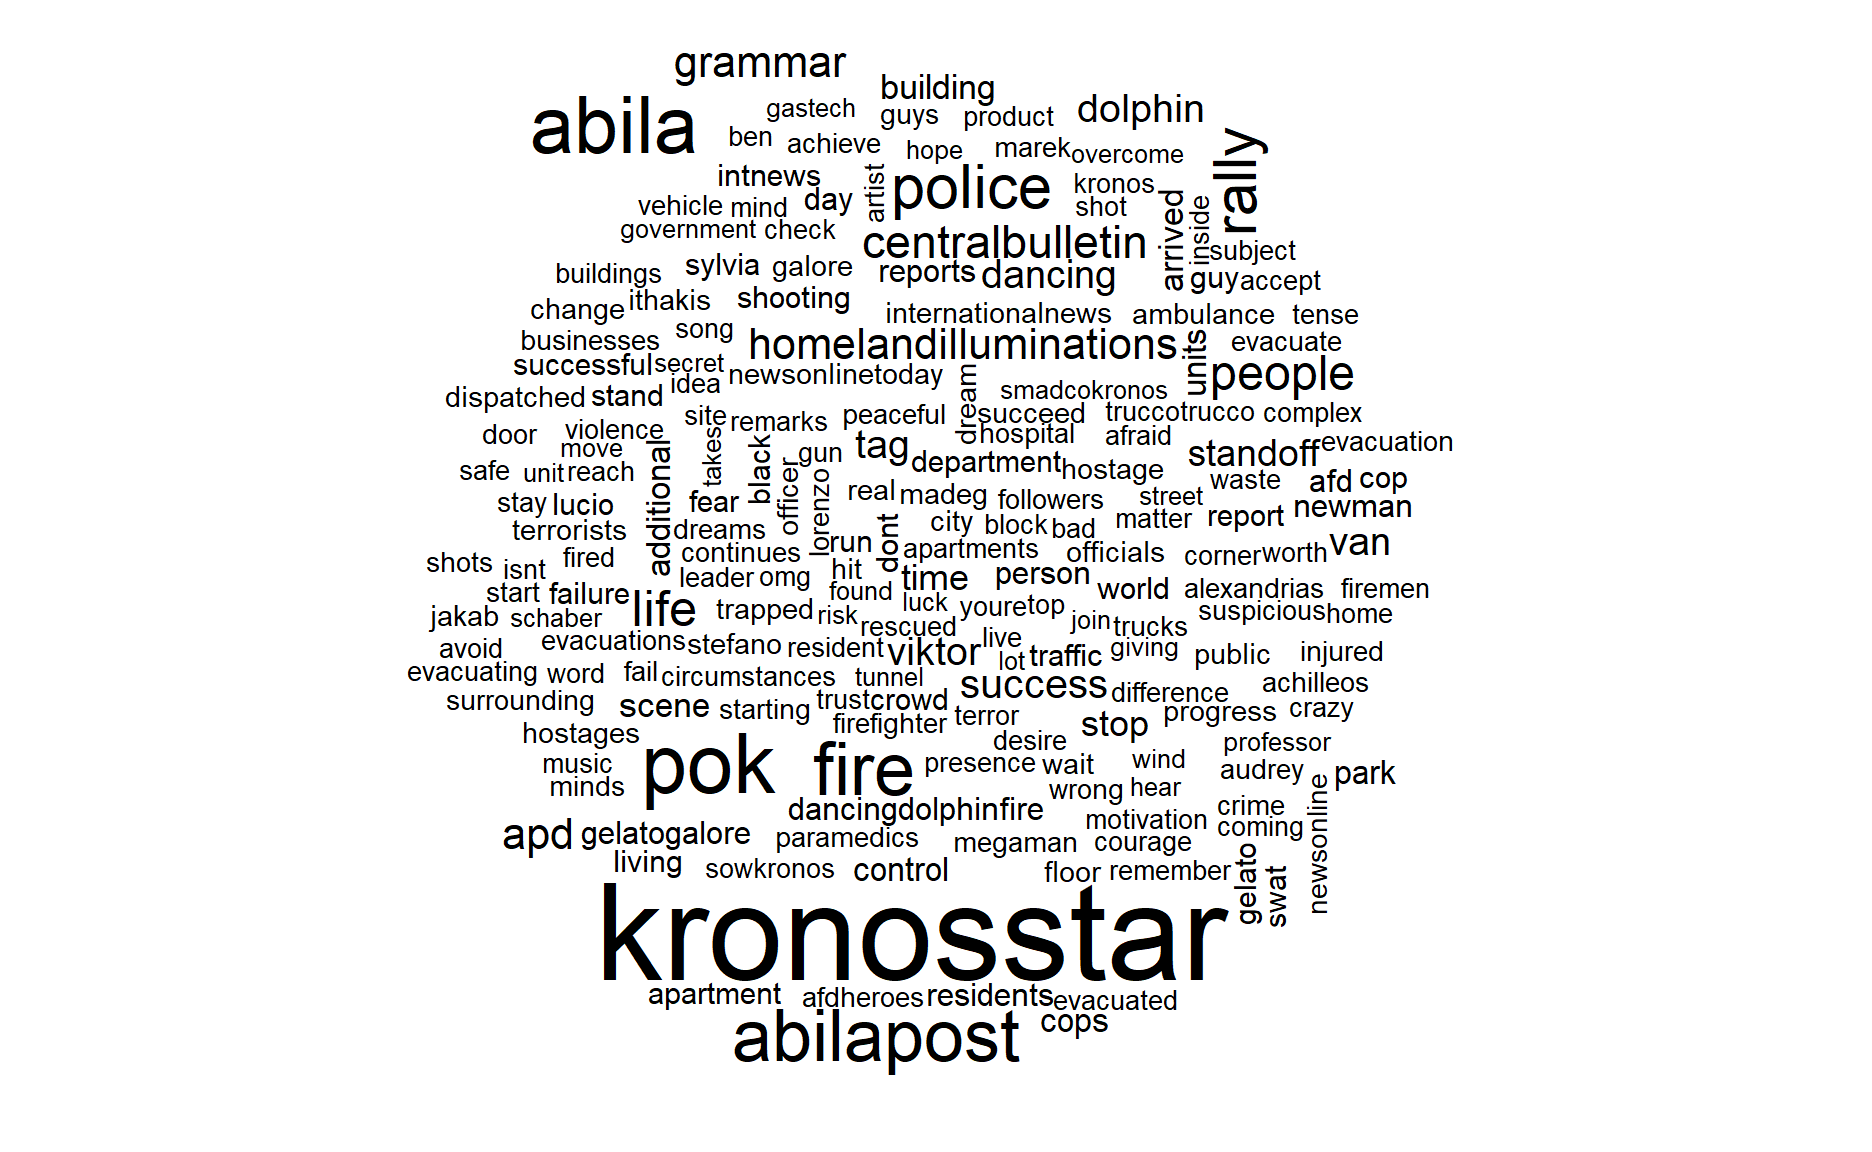 grammar
building
abila
gastech
guys
product
dolphin
ben
achieve
hope
marek
overcome
rally
intnews
artist
police
kronos
vehicle
mind
day
shot
arrived
inside
government
check
centralbulletin
subject
buildings
sylvia
galore
reports
dancing
guy
accept
change
ithakis
shooting
internationalnews
ambulance
tense
businesses
song
homelandilluminations
units
evacuate
successful
secret
newsonlinetoday
people
dispatched
stand
idea
dream
smadcokronos
site
remarks
peaceful
succeed
truccotrucco
complex
door
violence
takes
black
tag
hospital
afraid
standoff
evacuation
move
additional
gun
department
hostage
safe
unit
reach
officer
lorenzo
waste
afd
cop
stay
lucio
fear
real
madeg
followers
street
newman
terrorists
dreams
city
block
bad
matter
report
shots
isnt
fired
continues
run
dont
apartments
officials
corner
worth
van
start
failure
leader
omg
hit
time
person
world
alexandrias
firemen
jakab
schaber
life
trapped
risk
found
luck
youre
top
suspicious
home
avoid
evacuations
stefano
resident
rescued
live
join
trucks
evacuating
word
fail
circumstances
viktor
lot
traffic
giving
public
injured
tunnel
success
difference
achilleos
surrounding
scene
starting
trust
crowd
firefighter
terror
stop
progress
crazy
hostages
desire
professor
music
pok
fire
presence
wait
wind
audrey
park
minds
wrong
hear
dancingdolphinfire
motivation
crime
newsonline
apd
gelatogalore
paramedics
megaman
courage
coming
living
sowkronos
control
floor
remember
gelato
swat
kronosstar
apartment
afdheroes
residents
evacuated
abilapost
cops